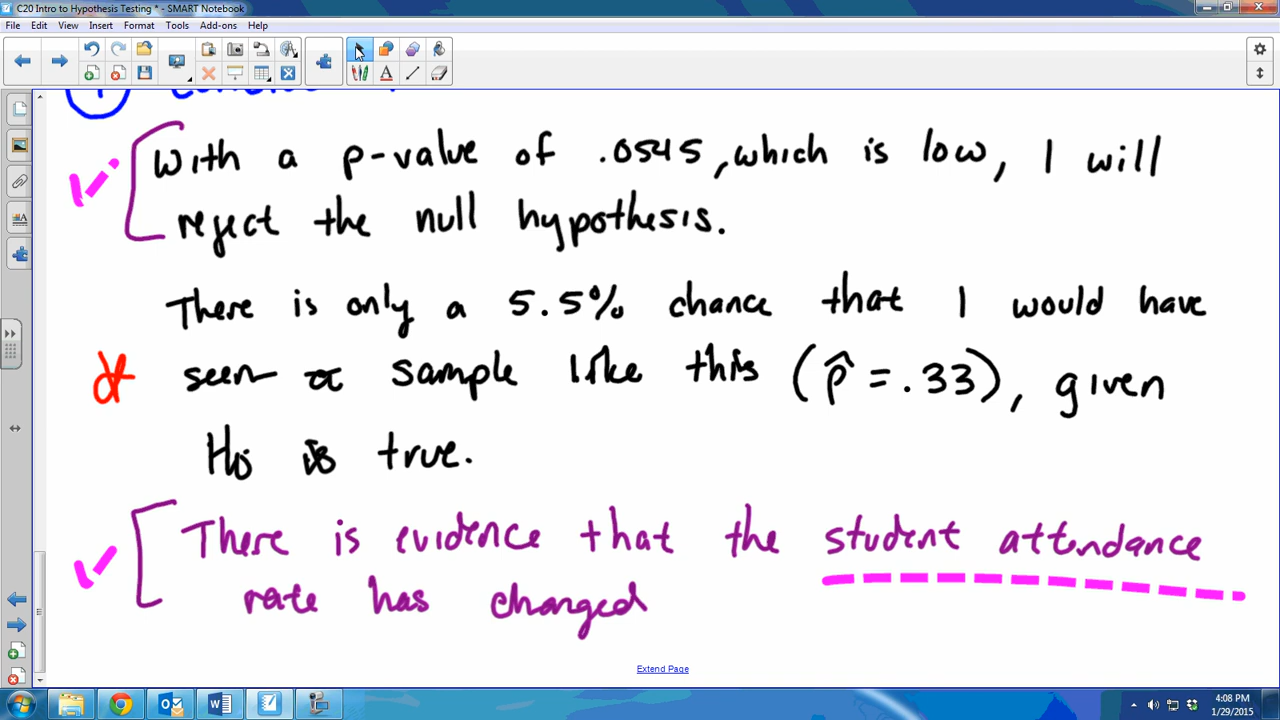 C20 Intro to Hypothesis Testing * - SMART Notebook
File Edit View Insert Format Tools Add-ons Help
With a p-value of .0545, which is low, I will
reject the null hypothesis.
There is only a 5.5% chance that I would have
seen a sample like this (p̂ = .33), given
H₀ is true.
There is evidence that the student attendance
rate has changed
Extend Page
4:08 PM
1/29/2015